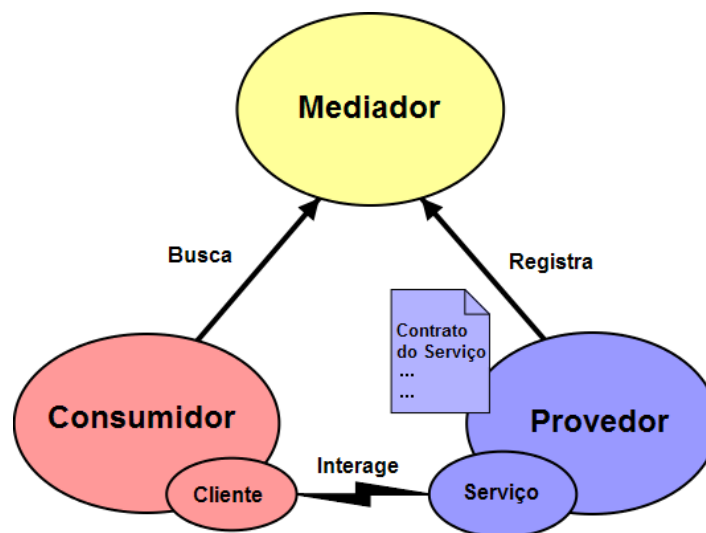 Mediador
Busca
Registra
Contrato
do Serviço
...
...
Consumidor
Provedor
Interage
Cliente
Serviço